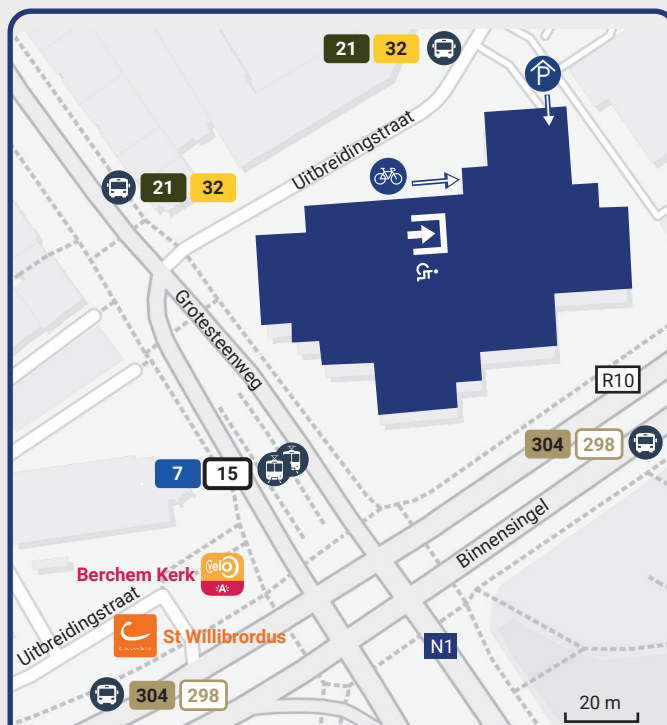 21 32
P
Uitbreidingstraat
21 32
Grotesteenweg
R10
304 298
7 15
Binnensingel
velo
Berchem Kerk
:A:
Uitbreidingstraat
St Willibrordus
N1
304 298
20 m